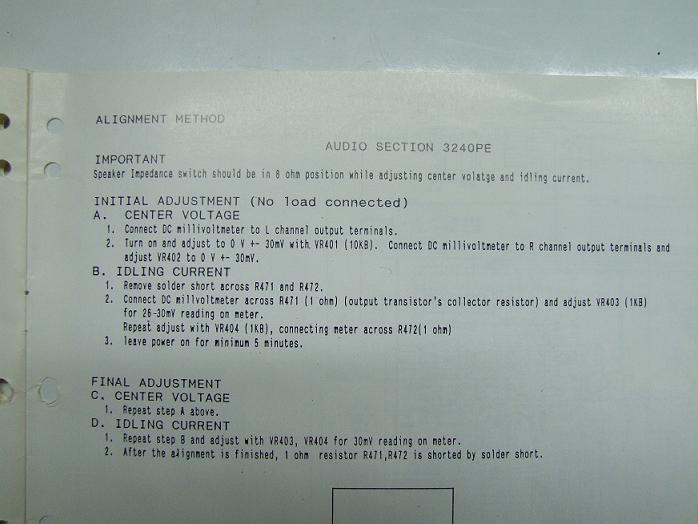 ALIGNMENT METHOD
AUDIO SECTION 3240PE
IMPORTANT
Speaker Impedance switch should be in 8 ohm position while adjusting center volatge and idling current.
INITIAL ADJUSTMENT (No load connected)
A. CENTER VOLTAGE
1. Connect DC millivoltmeter to L channel output terminals.
2. Turn on and adjust to 0 V +- 30mV with VR401 (10KB). Connect DC millivoltmeter to R channel output terminals and
adjust VR402 to 0 V +- 30mV.
B. IDLING CURRENT
1. Remove solder short across R471 and R472.
2. Connect DC millvoltmeter across R471 (1 ohm) (output transistor's collector resistor) and adjust VR403 (1KB)
for 26-30mV reading on meter.
Repeat adjust with VR404 (1KB), connecting meter across R472(1 ohm)
3. leave power on for minimum 5 minutes.
FINAL ADJUSTMENT
C. CENTER VOLTAGE
1. Repeat step A above.
D. IDLING CURRENT
1. Repeat step B and adjust with VR403, VR404 for 30mV reading on meter.
2. After the alignment is finished, 1 ohm resistor R471,R472 is shorted by solder short.